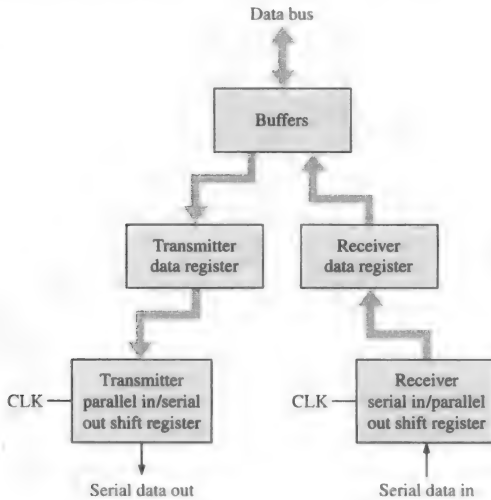 Data bus
Buffers
Transmitter
data register
Receiver
data register
CLK
Transmitter
parallel in/serial
out shift register
CLK
Receiver
serial in/parallel
out shift register
Serial data out
Serial data in